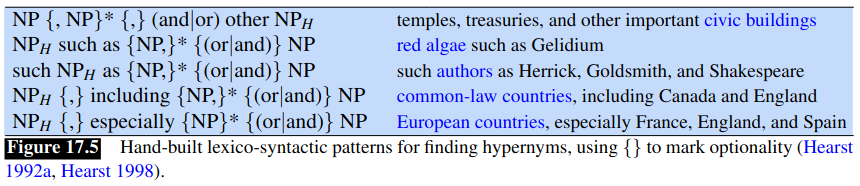 NP {, NP}* {,} (and|or) other NP_H temples, treasuries, and other important civic buildings
NP_H such as {NP,}* {(or|and)} NP red algae such as Gelidium
such NP_H as {NP,}* {(or|and)} NP such authors as Herrick, Goldsmith, and Shakespeare
NP_H {,} including {NP,}* {(or|and)} NP common-law countries, including Canada and England
NP_H {,} especially {NP}* {(or|and)} NP European countries, especially France, England, and Spain
Figure 17.5 Hand-built lexico-syntactic patterns for finding hypernyms, using {} to mark optionality (Hearst
1992a, Hearst 1998).